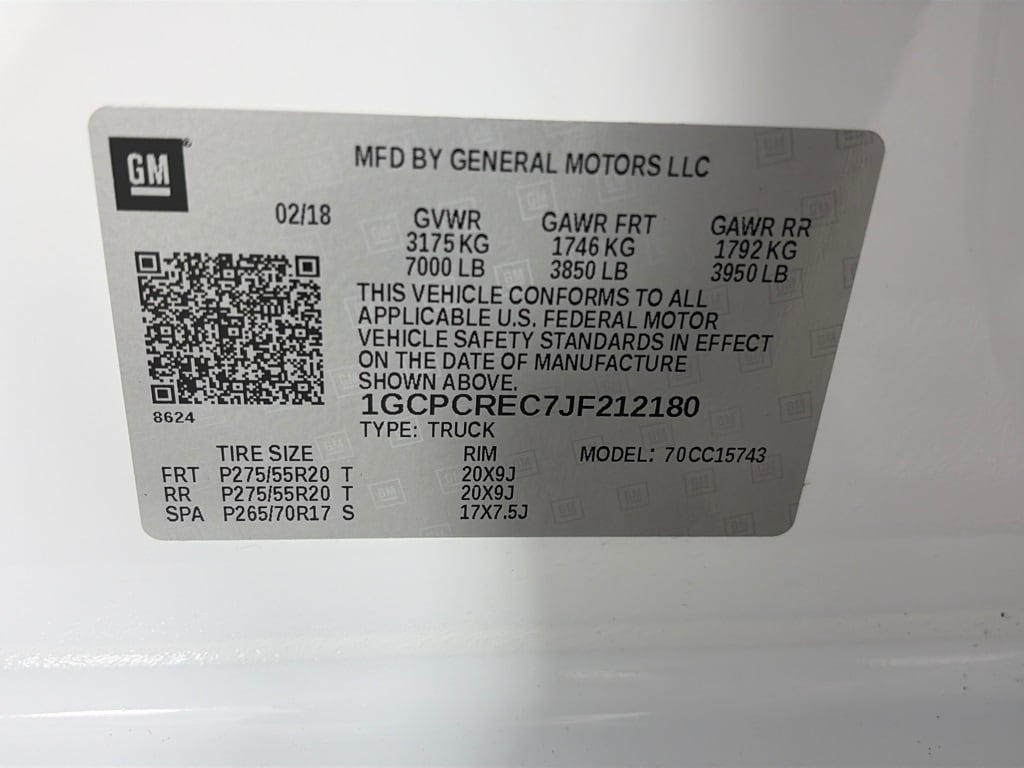 GM
MFD BY GENERAL MOTORS LLC
02/18 GVWR GAWR FRT GAWR RR
3175 KG 1746 KG 1792 KG
7000 LB 3850 LB 3950 LB
THIS VEHICLE CONFORMS TO ALL
APPLICABLE U.S. FEDERAL MOTOR
VEHICLE SAFETY STANDARDS IN EFFECT
ON THE DATE OF MANUFACTURE
SHOWN ABOVE.
8624
1GCPCREC7JF212180
TYPE: TRUCK
TIRE SIZE RIM MODEL: 70CC15743
FRT P275/55R20 T 20X9J
RR P275/55R20 T 20X9J
SPA P265/70R17 S 17X7.5J